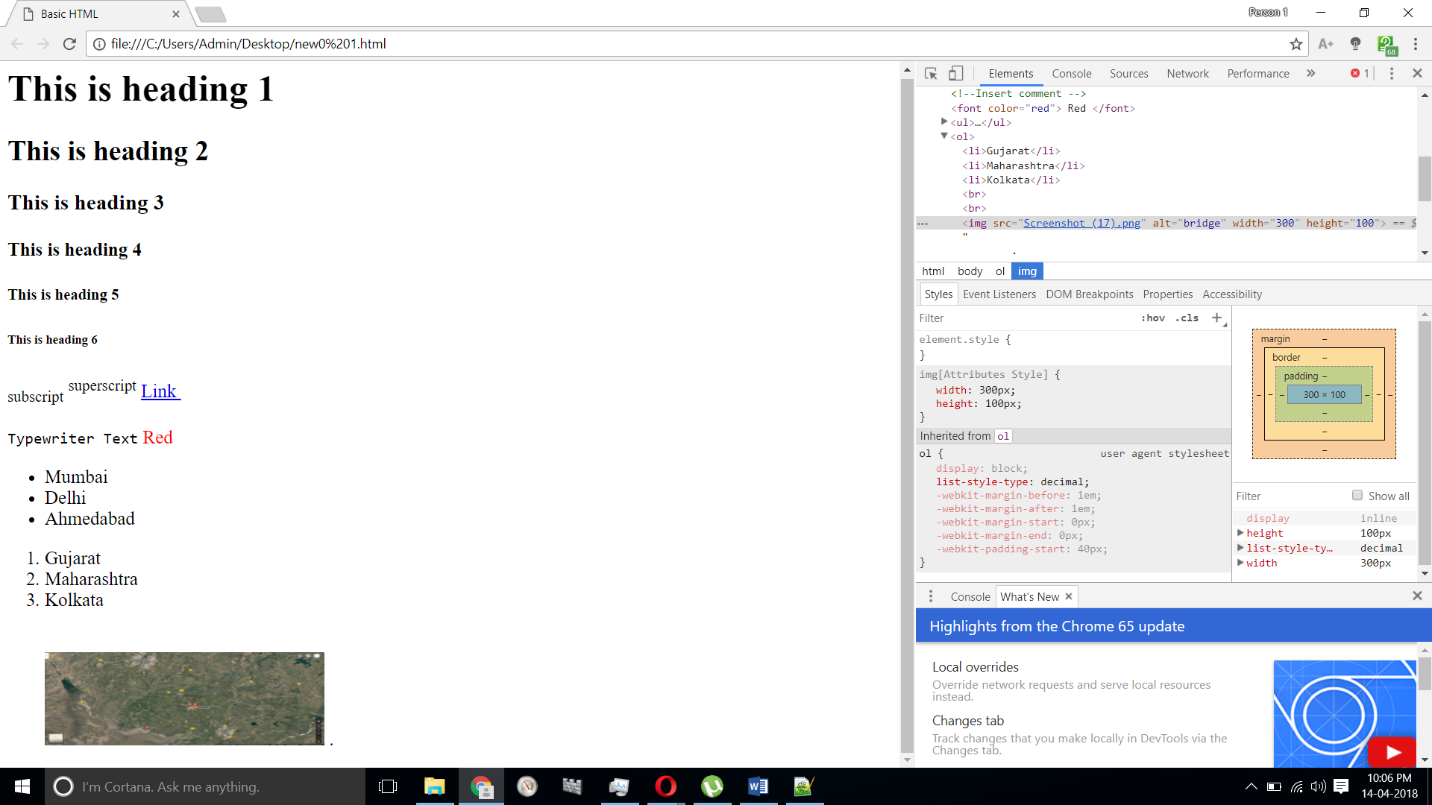 Basic HTML
Person 1
file:///C:/Users/Admin/Desktop/new0%201.html
A+
68
This is heading 1
This is heading 2
This is heading 3
This is heading 4
This is heading 5
This is heading 6
subscript superscript Link
Typewriter Text Red
• Mumbai
• Delhi
• Ahmedabad
1. Gujarat
2. Maharashtra
3. Kolkata
.
Elements Console Sources Network Performance » 1
<!--Insert comment -->
<font color="red"> Red </font>
<ul>…</ul>
<ol>
<li>Gujarat</li>
<li>Maharashtra</li>
<li>Kolkata</li>
<br>
<br>
<img src="Screenshot (17).png" alt="bridge" width="300" height="100"> == $
"
.
html body ol img
Styles Event Listeners DOM Breakpoints Properties Accessibility
Filter :hov .cls +
element.style {
}
img[Attributes Style] {
width: 300px;
height: 100px;
}
Inherited from ol
ol { user agent stylesheet
display: block;
list-style-type: decimal;
-webkit-margin-before: 1em;
-webkit-margin-after: 1em;
-webkit-margin-start: 0px;
-webkit-margin-end: 0px;
-webkit-padding-start: 40px;
}
margin –
border –
padding –
– – – 300 × 100 – – –
–
–
–
Filter Show all
display inline
height 100px
list-style-ty… decimal
width 300px
Console What's New
Highlights from the Chrome 65 update
Local overrides
Override network requests and serve local resources
instead.
Changes tab
Track changes that you make locally in DevTools via the
Changes tab.
I'm Cortana. Ask me anything.
10:06 PM
14-04-2018